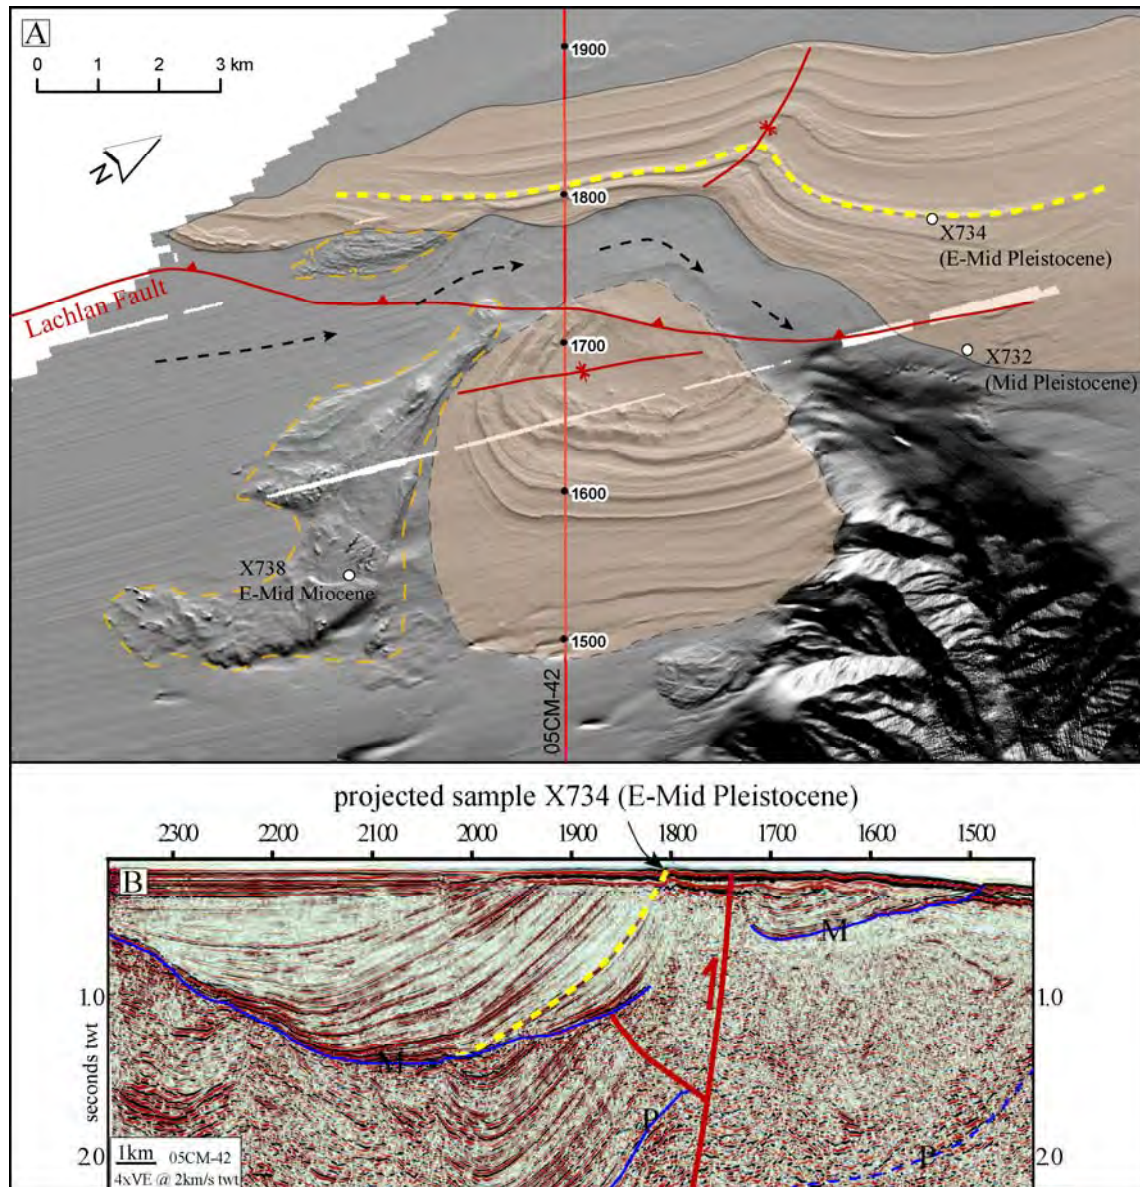 A
0 1 2 3 km
N
1900
1800
X734
(E-Mid Pleistocene)
Lachlan Fault
1700
X732
(Mid Pleistocene)
1600
X738
E-Mid Miocene
1500
05CM-42
?
?
projected sample X734 (E-Mid Pleistocene)
2300 2200 2100 2000 1900 1800 1700 1600 1500
B
M
M
1.0
1.0
seconds twt
P
P
2.0
2.0
1km 05CM-42
4xVE @ 2km/s twt